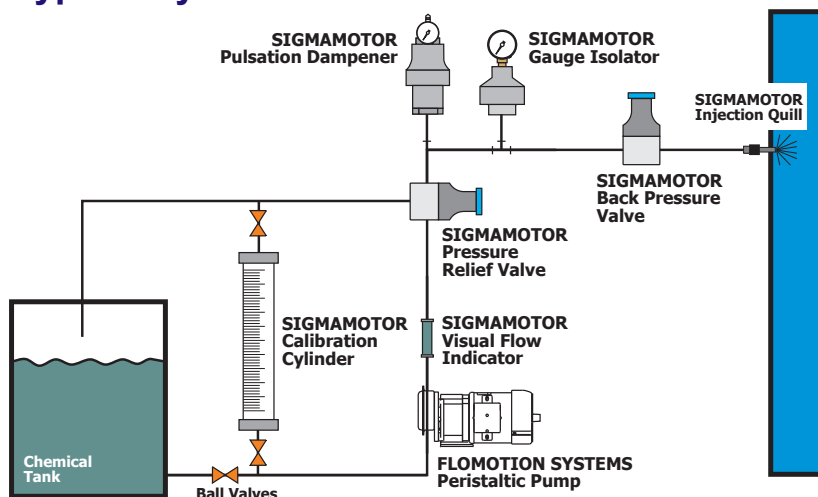 SIGMAMOTOR
Pulsation Dampener
SIGMAMOTOR
Gauge Isolator
SIGMAMOTOR
Injection Quill
SIGMAMOTOR
Back Pressure
Valve
SIGMAMOTOR
Pressure
Relief Valve
SIGMAMOTOR
Calibration
Cylinder
SIGMAMOTOR
Visual Flow
Indicator
Chemical
Tank
FLOMOTION SYSTEMS
Peristaltic Pump
Ball Valves